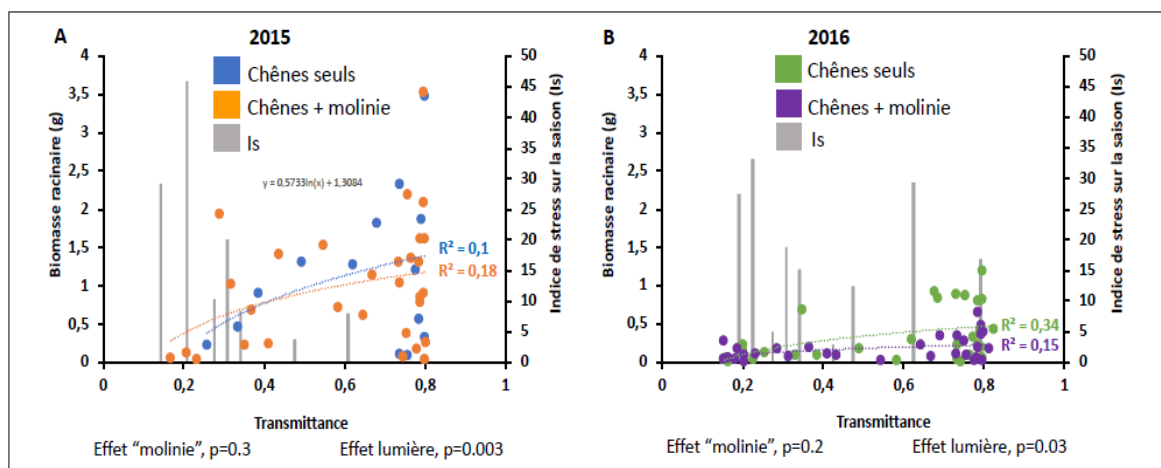 A
2015
Biomasse racinaire (g)
4
3,5
3
2,5
2
1,5
1
0,5
0
Chênes seuls
Chênes + molinie
Is
y = 0,5733ln(x) + 1,3084
R² = 0,1
R² = 0,18
50
45
40
35
30
25
20
15
10
5
0
Indice de stress sur la saison (Is)
0 0,2 0,4 0,6 0,8 1
Transmittance
Effet “molinie”, p=0.3
Effet lumière, p=0.003
B
2016
Biomasse racinaire (g)
4
3,5
3
2,5
2
1,5
1
0,5
0
Chênes seuls
Chênes + molinie
Is
R² = 0,34
R² = 0,15
50
45
40
35
30
25
20
15
10
5
0
Indice de stress sur la saison (Is)
0 0,2 0,4 0,6 0,8 1
Transmittance
Effet “molinie”, p=0.2
Effet lumière, p=0.03